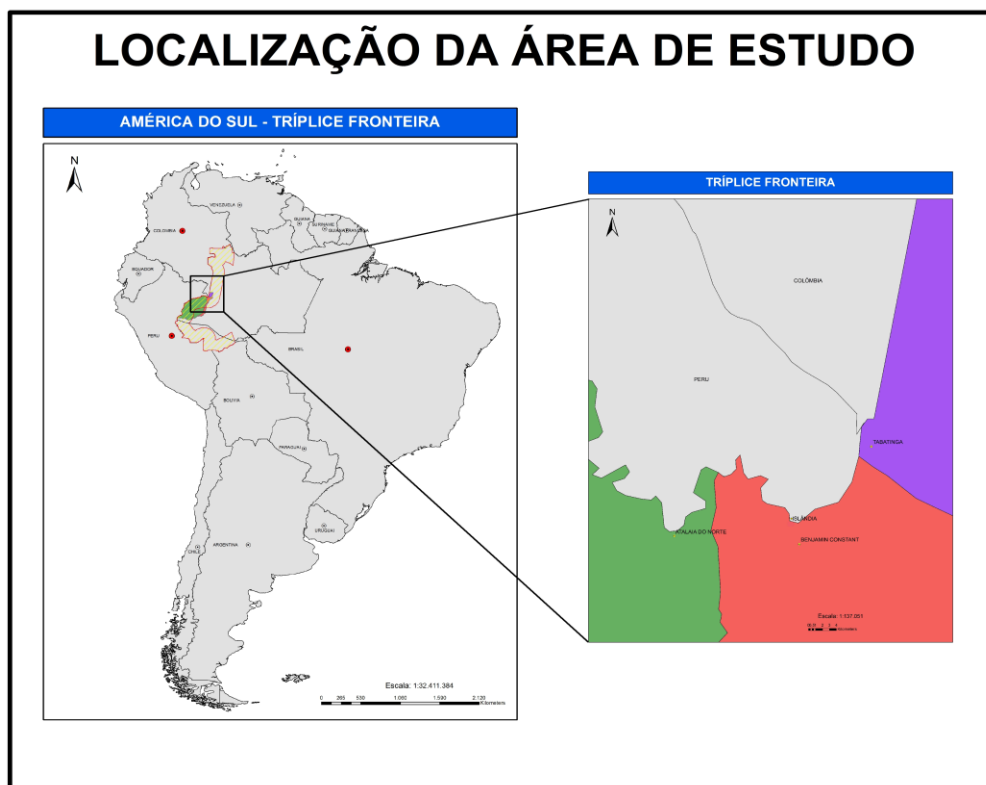 LOCALIZAÇÃO DA ÁREA DE ESTUDO
AMÉRICA DO SUL - TRÍPLICE FRONTEIRA
N
VENEZUELA
GUIANA
SURINAME
COLOMBIA
EQUADOR
PERU
BRASIL
BOLIVIA
PARAGUAI
URUGUAI
CHILE
ARGENTINA
Escala: 1:32.411.384
0 265 530 1.060 1.590 2.120
Kilometers
TRÍPLICE FRONTEIRA
N
COLÔMBIA
PERU
TABATINGA
ISLÂNDIA
ATALAIA DO NORTE
BENJAMIN CONSTANT
Kilometers